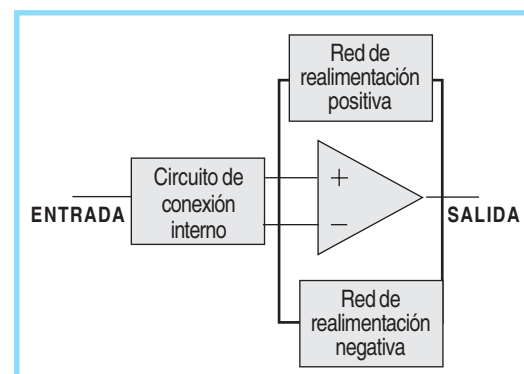 Red de
realimentación
positiva
Circuito de
conexión
interno
+
−
ENTRADA
SALIDA
Red de
realimentación
negativa